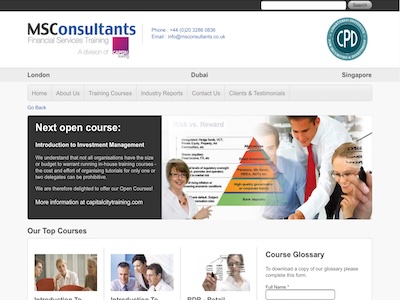 Search
MSConsultants
Financial Services Training
A division of
Phone : +44 (0)20 3286 0836
Email : info@msconsultants.co.uk
CPD
London Dubai Singapore
Home About Us Training Courses Industry Reports Contact Us Clients & Testimonials
Go Back
Next open course:
Introduction to Investment Management
We understand that not all organisations have the size
or budget to warrant running in-house training courses -
the cost and effort of organising tutorials for only one or
two delegates can be prohibitive.
We are therefore delighted to offer our Open Courses!
More information at capitalcitytraining.com
Risk vs. Reward
Our Top Courses
Introduction To
Introduction To
PDP - Retail
Course Glossary
To download a copy of our glossary please
complete this form:
Full Name *